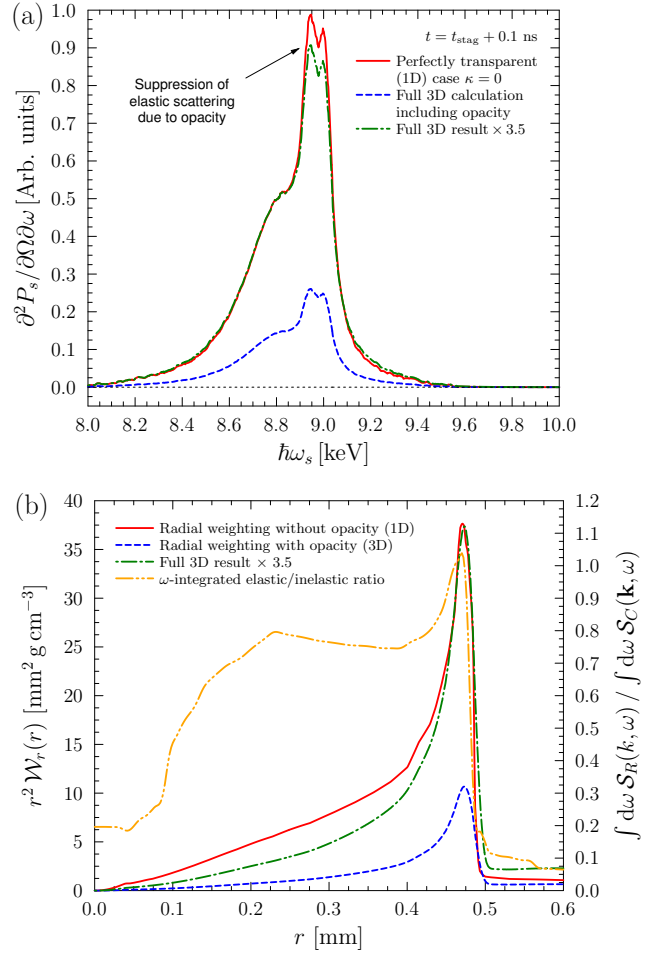 (a)
t = t_stag + 0.1 ns
Perfectly transparent
(1D) case κ = 0
Full 3D calculation
including opacity
Full 3D result × 3.5
Suppression of
elastic scattering
due to opacity
∂²P_s/∂Ω∂ω [Arb. units]
1.0
0.9
0.8
0.7
0.6
0.5
0.4
0.3
0.2
0.1
0.0
8.0 8.2 8.4 8.6 8.8 9.0 9.2 9.4 9.6 9.8 10.0
ℏω_s [keV]
(b)
Radial weighting without opacity (1D)
Radial weighting with opacity (3D)
Full 3D result × 3.5
ω-integrated elastic/inelastic ratio
r² 𝒲_r(r) [mm² g cm⁻³]
40
35
30
25
20
15
10
5
0
1.2
1.1
1.0
0.9
0.8
0.7
0.6
0.5
0.4
0.3
0.2
0.1
0.0
∫ dω 𝒮_R(k, ω) / ∫ dω 𝒮_C(𝐤, ω)
0.0 0.1 0.2 0.3 0.4 0.5 0.6
r [mm]